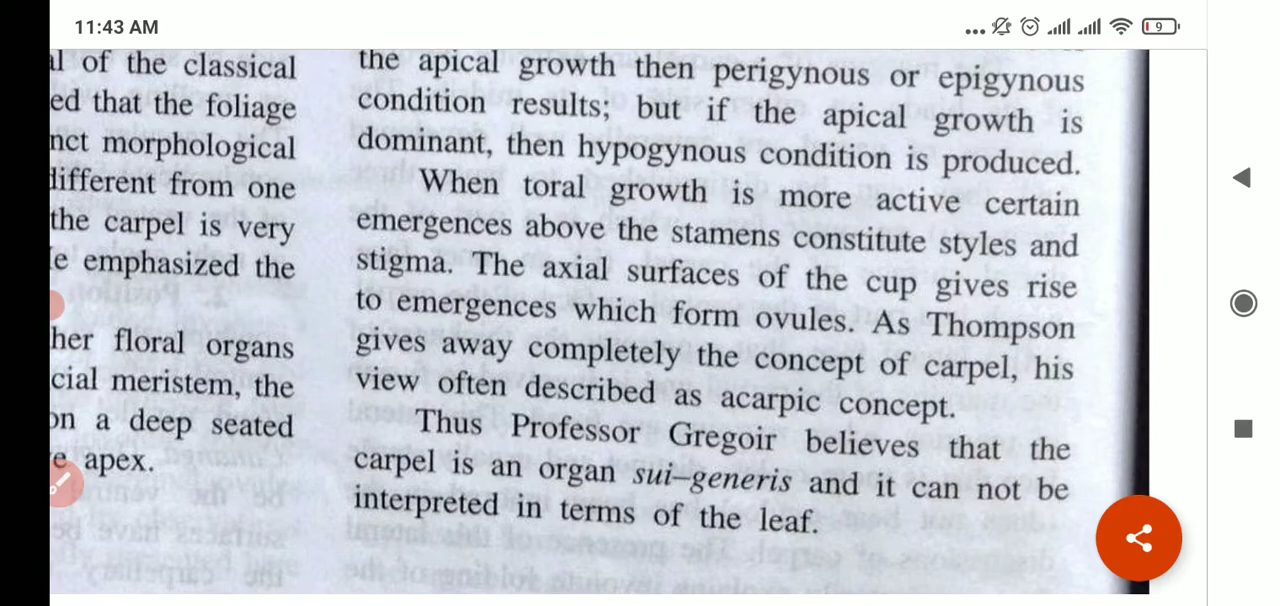 11:43 AM
9
al of the classical
ed that the foliage
nct morphological
different from one
the carpel is very
e emphasized the
her floral organs
cial meristem, the
on a deep seated
e apex.
the apical growth then perigynous or epigynous
condition results; but if the apical growth is
dominant, then hypogynous condition is produced.
When toral growth is more active certain
emergences above the stamens constitute styles and
stigma. The axial surfaces of the cup gives rise
to emergences which form ovules. As Thompson
gives away completely the concept of carpel, his
view often described as acarpic concept.
Thus Professor Gregoir believes that the
carpel is an organ sui–generis and it can not be
interpreted in terms of the leaf.